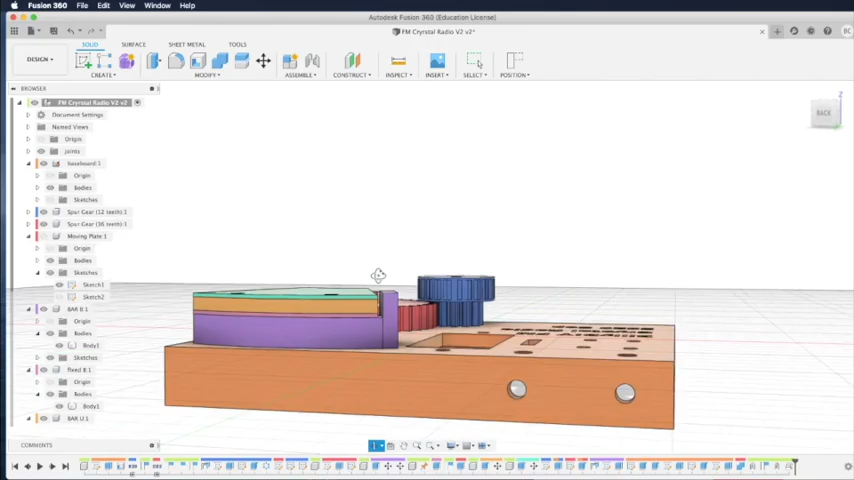 Fusion 360 File Edit View Window Help
Autodesk Fusion 360 (Education License)
FM Cryrstal Radio V2 v2*
SOLID SURFACE SHEET METAL TOOLS
DESIGN
CREATE MODIFY ASSEMBLE CONSTRUCT INSPECT INSERT SELECT POSITION
BROWSER
FM Cryrstal Radio V2 v2
Document Settings
Named Views
Origin
Joints
baseboard:1
Origin
Bodies
Sketches
Spur Gear (12 teeth):1
Spur Gear (36 teeth):1
Moving Plate:1
Origin
Bodies
Sketches
Sketch1
Sketch2
BAR B:1
Origin
Bodies
Body1
Sketches
fixed B:1
Origin
Bodies
Body1
BAR U:1
COMMENTS
BACK
Z
BC